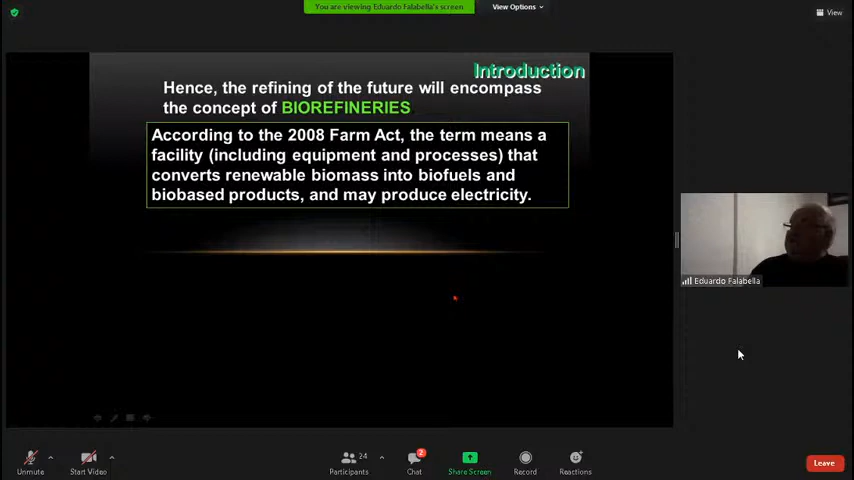 You are viewing Eduardo Falabella's screen
View Options
View
Introduction
Hence, the refining of the future will encompass
the concept of BIOREFINERIES
According to the 2008 Farm Act, the term means a
facility (including equipment and processes) that
converts renewable biomass into biofuels and
biobased products, and may produce electricity.
Eduardo Falabella
Unmute
Start Video
Participants
24
Chat
2
Share Screen
Record
Reactions
Leave